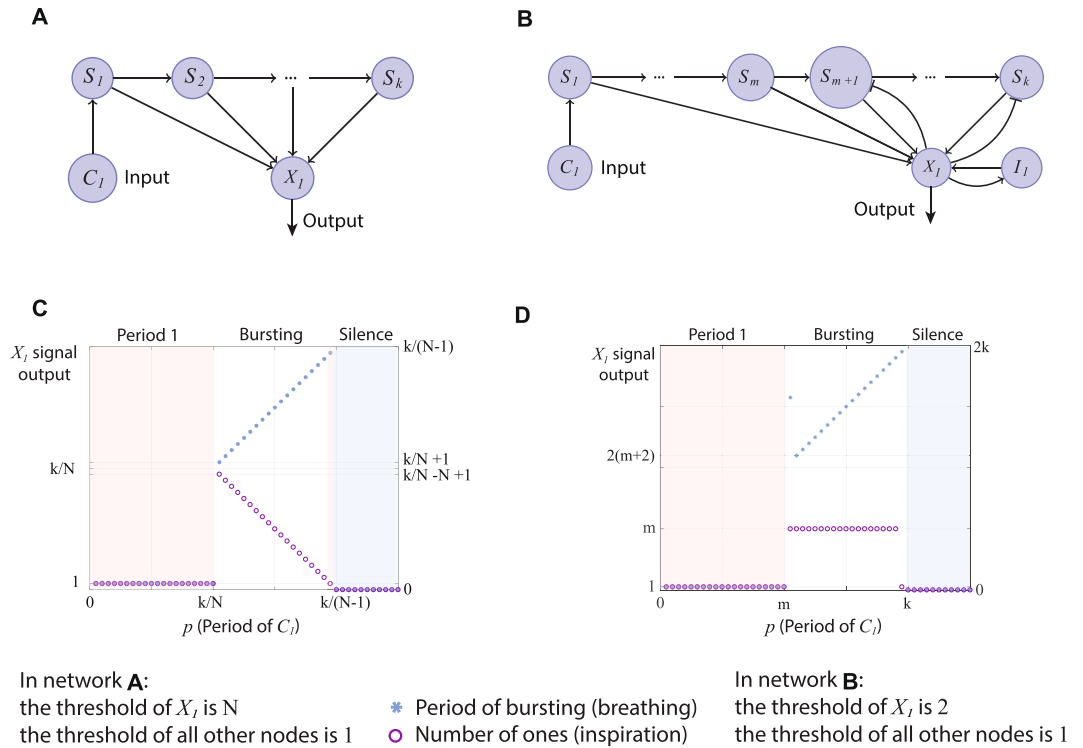 A
S1
S2
...
Sk
C1
Input
X1
Output
B
S1
...
Sm
Sm+1
...
Sk
C1
Input
X1
I1
Output
C
Period 1
Bursting
Silence
X1 signal
output
k/(N-1)
k/N
k/N +1
k/N -N +1
1
0
0
k/N
k/(N-1)
p (Period of C1)
D
Period 1
Bursting
Silence
X1 signal
output
2k
2(m+2)
m
1
0
0
m
k
p (Period of C1)
In network A:
the threshold of X1 is N
the threshold of all other nodes is 1
Period of bursting (breathing)
Number of ones (inspiration)
In network B:
the threshold of X1 is 2
the threshold of all other nodes is 1